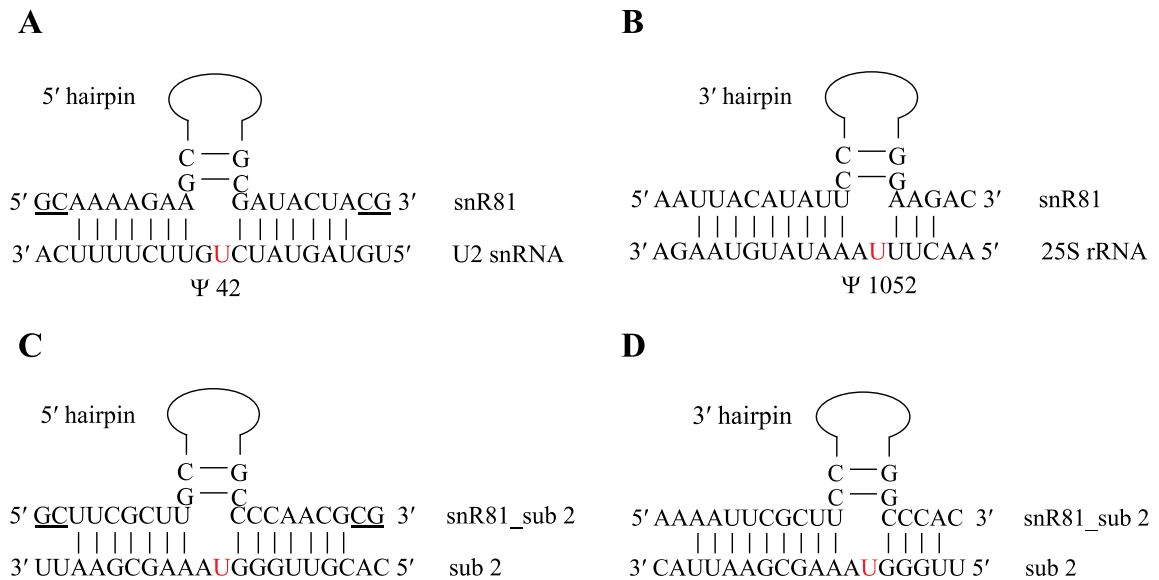 A
5′ hairpin
C G
G C
5′ GCAAAAGAA GAUACUACG 3′ snR81
3′ ACUUUUCUUGUCUAUGAUGU5′ U2 snRNA
Ψ 42
B
3′ hairpin
C G
C G
5′ AAUUACAUAUU AAGAC 3′ snR81
3′ AGAAUGUAUAAAUUUCAA 5′ 25S rRNA
Ψ 1052
C
5′ hairpin
C G
G C
5′ GCUUCGCUU CCCAACGCG 3′ snR81_sub 2
3′ UUAAGCGAAAUGGGUUGCAC 5′ sub 2
D
3′ hairpin
C G
C G
5′ AAAAUUCGCUU CCCAC 3′ snR81_sub 2
3′ CAUUAAGCGAAAUGGGUU 5′ sub 2